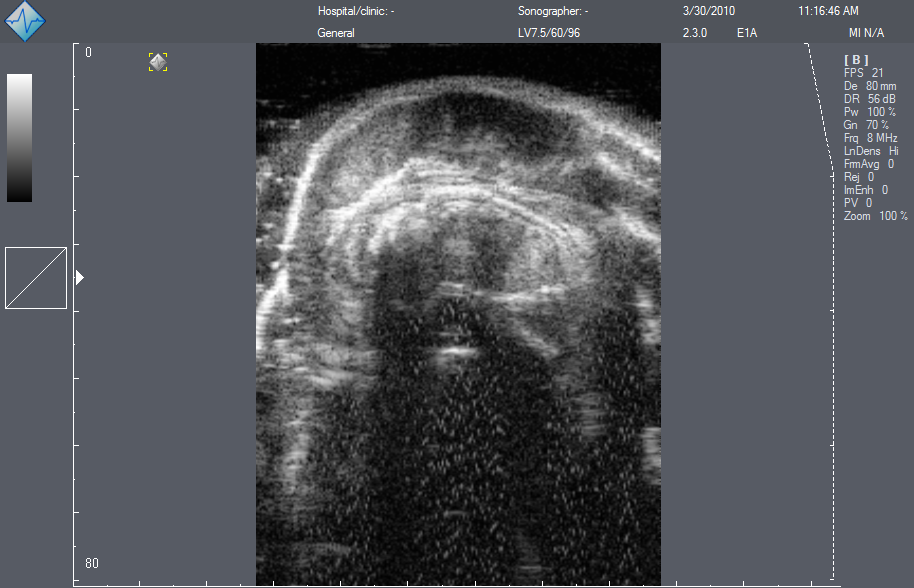 Hospital/clinic: - Sonographer: - 3/30/2010 11:16:46 AM
General LV7.5/60/96 2.3.0 E1A MI N/A
0
[ B ]
FPS 21
De 80 mm
DR 56 dB
Pw 100 %
Gn 70 %
Frq 8 MHz
LnDens Hi
FrmAvg 0
Rej 0
ImEnh 0
PV 0
Zoom 100 %
80